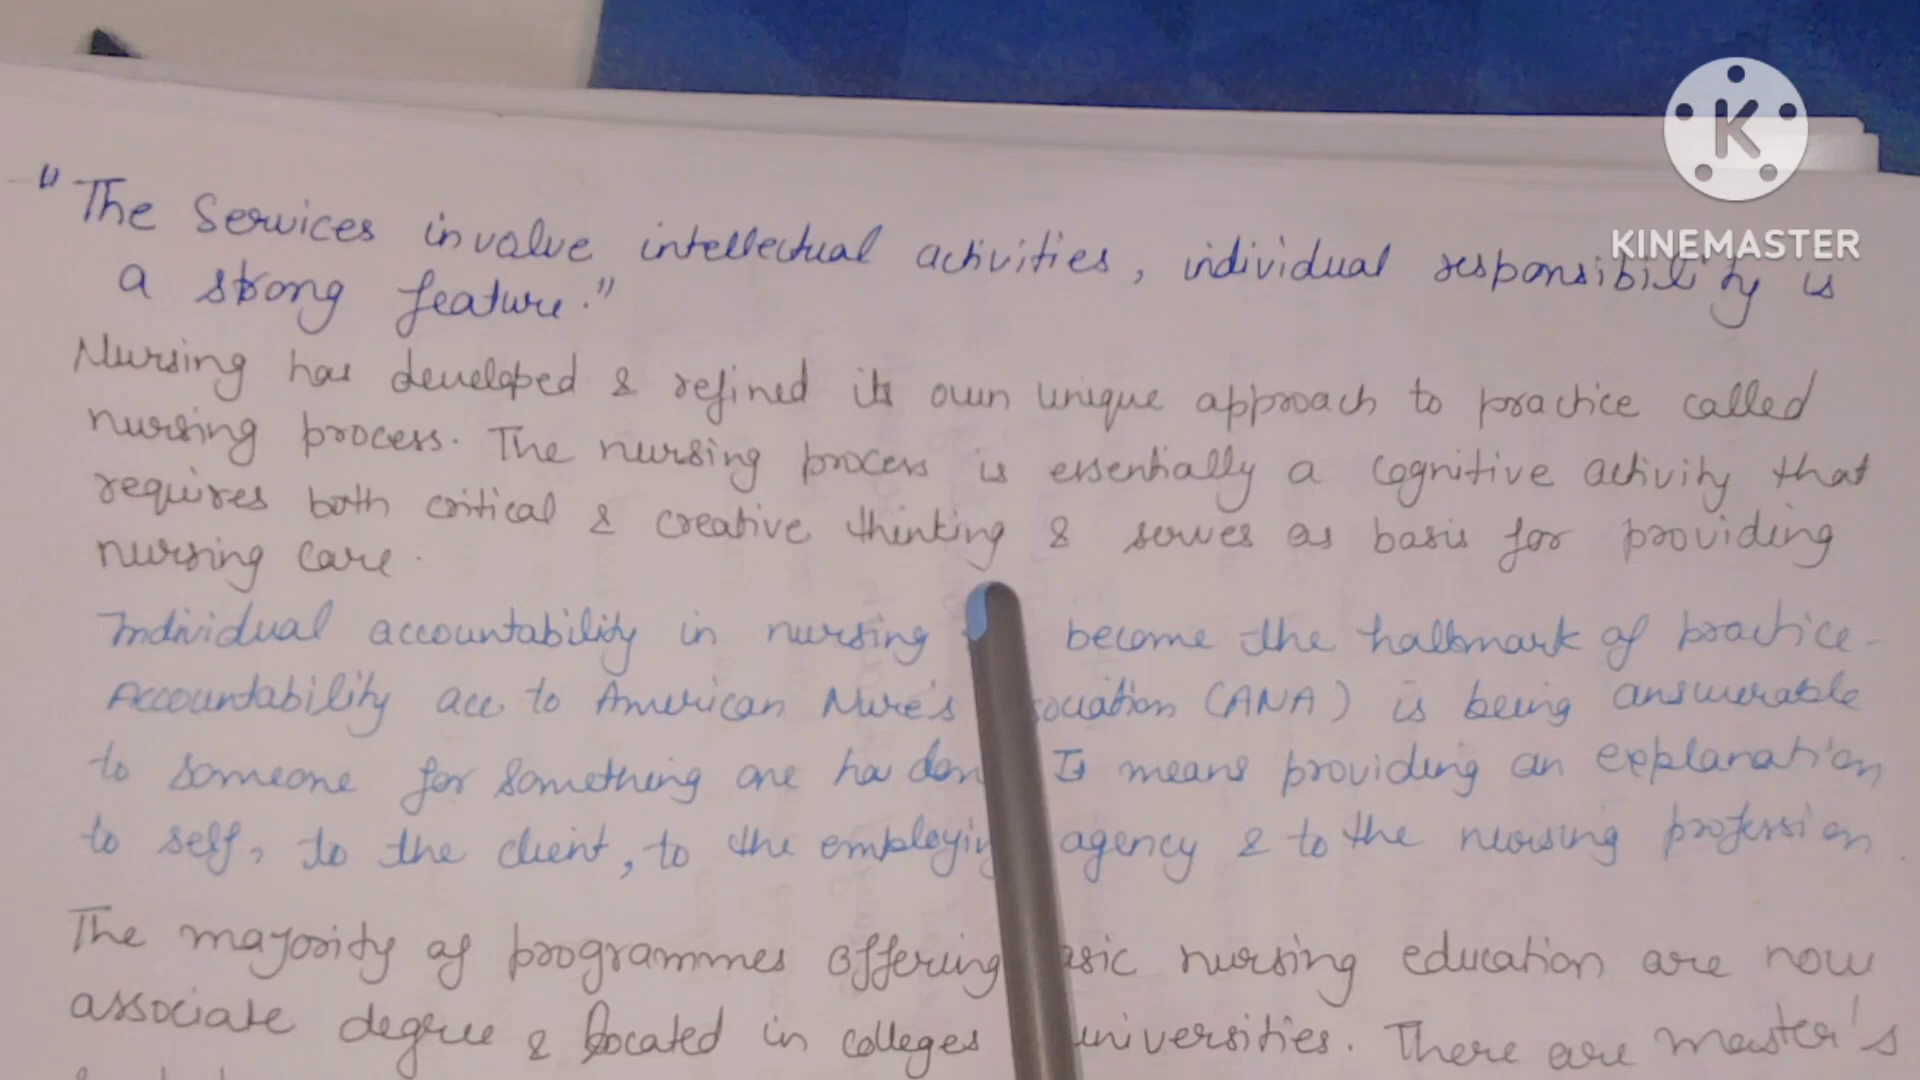 KINEMASTER
"The Services involve intellectual activities, individual responsibility is
a strong feature."
Nursing has developed & refined its own unique approach to practice called
nursing process. The nursing process is essentially a cognitive activity that
requires both critical & creative thinking & serves as basis for providing
nursing care.
Individual accountability in nursing become the hallmark of practice.
Accountability acc to American Nurse's (ANA) is being answerable
to someone for something one has don It means providing an explanation
to self, to the client, to the employing agency & to the nursing profession.
The majority of programmes offering nursing education are now
associate degree & located in colleges universities. There are master's